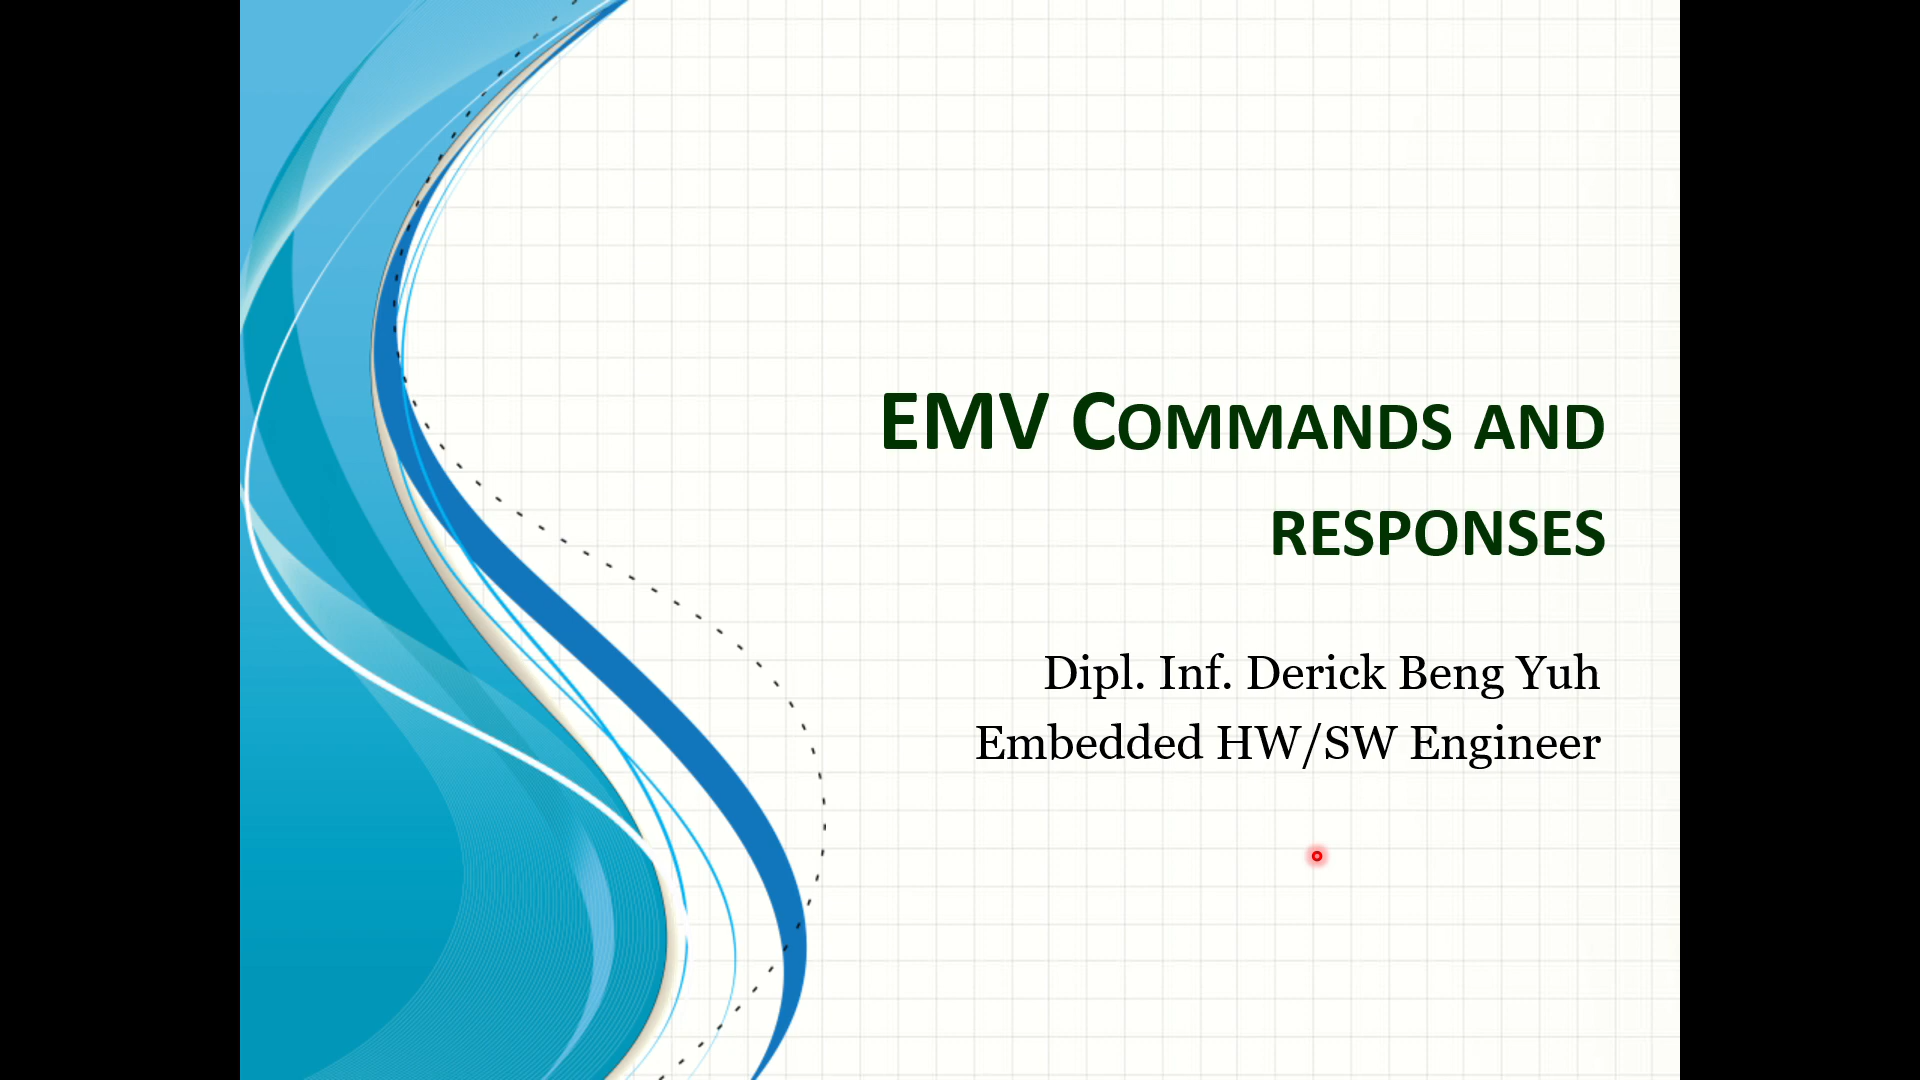 EMV Commands and
responses
Dipl. Inf. Derick Beng Yuh
Embedded HW/SW Engineer